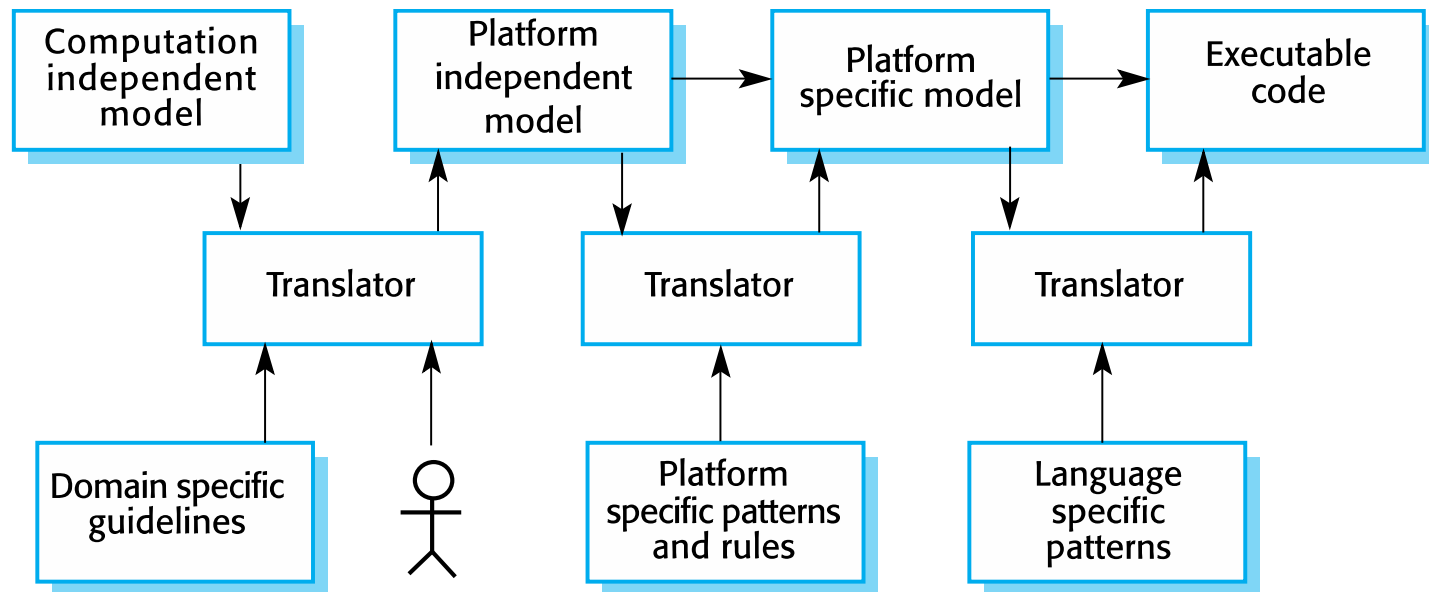 Computation
independent
model
Platform
independent
model
Platform
specific model
Executable
code
Translator
Translator
Translator
Domain specific
guidelines
Platform
specific patterns
and rules
Language
specific
patterns